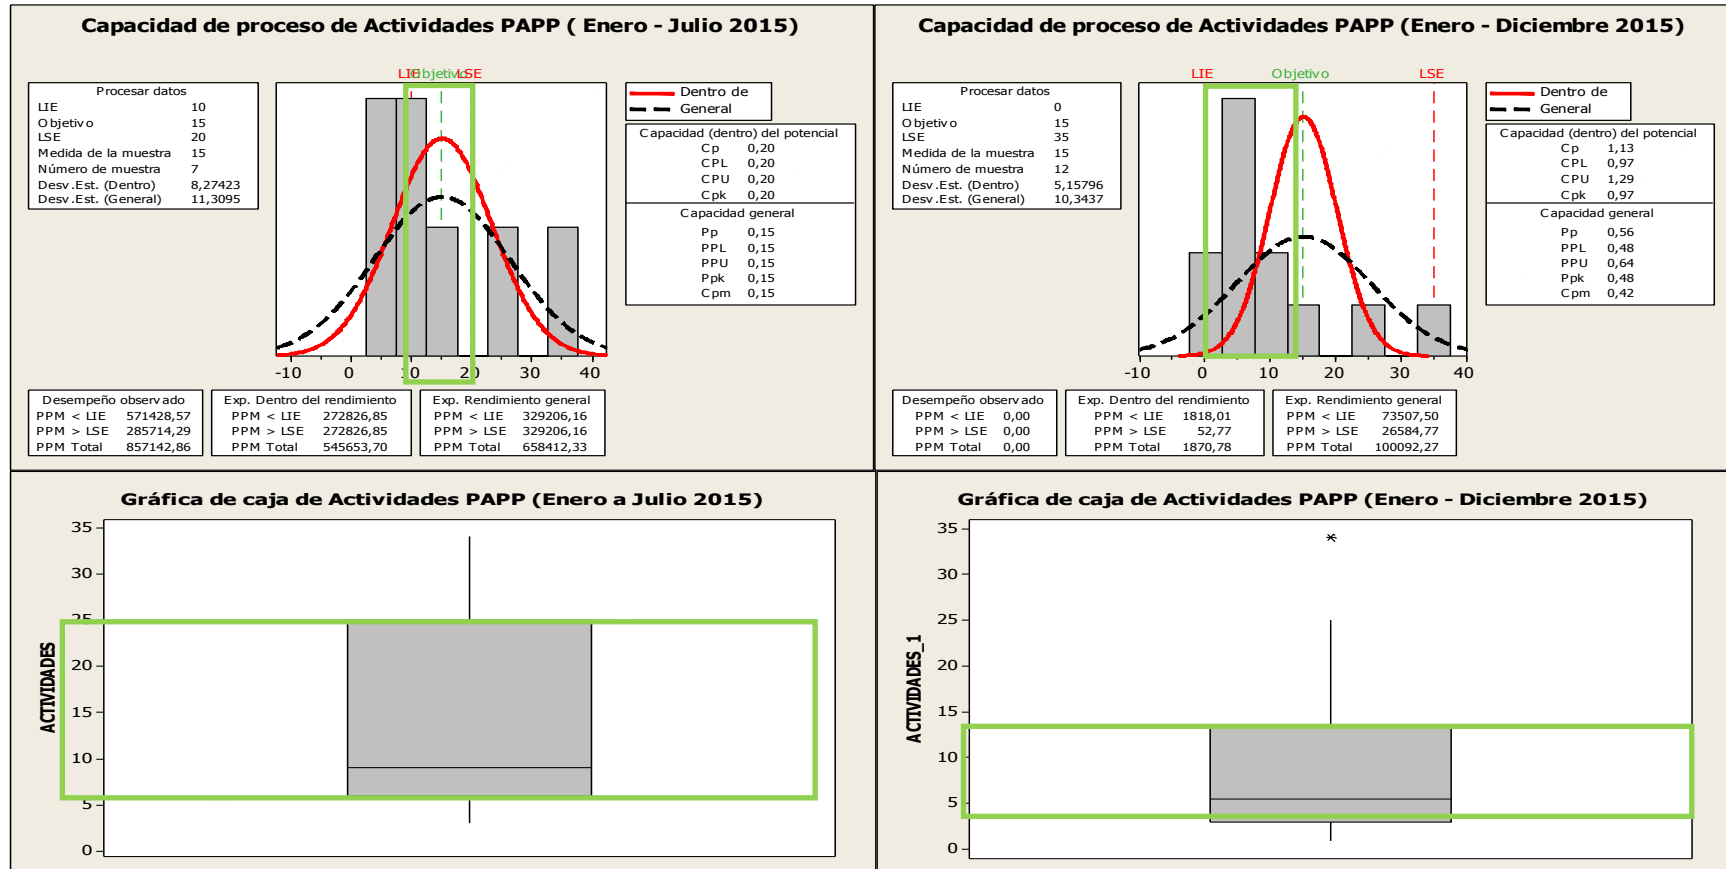 Capacidad de proceso de Actividades PAPP ( Enero - Julio 2015)
LIE Objetivo LSE
Procesar datos
LIE 10
Objetivo 15
LSE 20
Medida de la muestra 15
Número de muestra 7
Desv.Est. (Dentro) 8,27423
Desv.Est. (General) 11,3095
Dentro de
General
Capacidad (dentro) del potencial
Cp 0,20
CPL 0,20
CPU 0,20
Cpk 0,20
Capacidad general
Pp 0,15
PPL 0,15
PPU 0,15
Ppk 0,15
Cpm 0,15
-10 0 10 20 30 40
Desempeño observado
PPM < LIE 571428,57
PPM > LSE 285714,29
PPM Total 857142,86
Exp. Dentro del rendimiento
PPM < LIE 272826,85
PPM > LSE 272826,85
PPM Total 545653,70
Exp. Rendimiento general
PPM < LIE 329206,16
PPM > LSE 329206,16
PPM Total 658412,33
Capacidad de proceso de Actividades PAPP (Enero - Diciembre 2015)
LIE Objetivo LSE
Procesar datos
LIE 0
Objetivo 15
LSE 35
Medida de la muestra 15
Número de muestra 12
Desv.Est. (Dentro) 5,15796
Desv.Est. (General) 10,3437
Dentro de
General
Capacidad (dentro) del potencial
Cp 1,13
CPL 0,97
CPU 1,29
Cpk 0,97
Capacidad general
Pp 0,56
PPL 0,48
PPU 0,64
Ppk 0,48
Cpm 0,42
-10 0 10 20 30 40
Desempeño observado
PPM < LIE 0,00
PPM > LSE 0,00
PPM Total 0,00
Exp. Dentro del rendimiento
PPM < LIE 1818,01
PPM > LSE 52,77
PPM Total 1870,78
Exp. Rendimiento general
PPM < LIE 73507,50
PPM > LSE 26584,77
PPM Total 100092,27
Gráfica de caja de Actividades PAPP (Enero a Julio 2015)
ACTIVIDADES
35
30
25
20
15
10
5
0
Gráfica de caja de Actividades PAPP (Enero - Diciembre 2015)
ACTIVIDADES_1
35
30
25
20
15
10
5
0